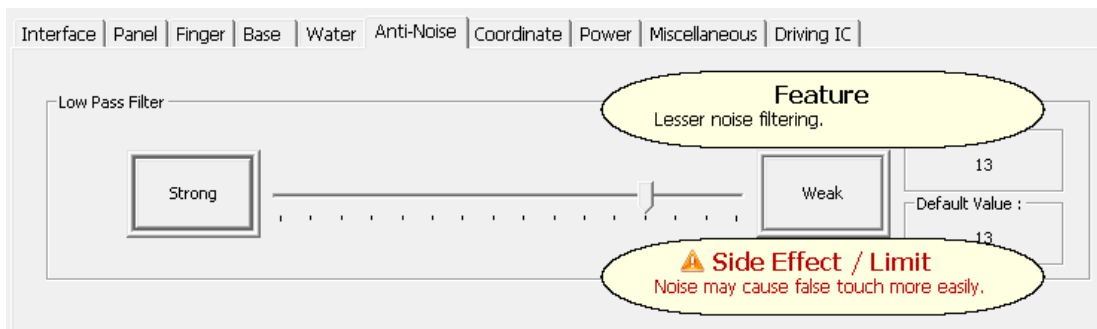 Interface Panel Finger Base Water Anti-Noise Coordinate Power Miscellaneous Driving IC
Low Pass Filter
Feature
Lesser noise filtering.
Strong
Weak
13
Default Value :
13
Side Effect / Limit
Noise may cause false touch more easily.